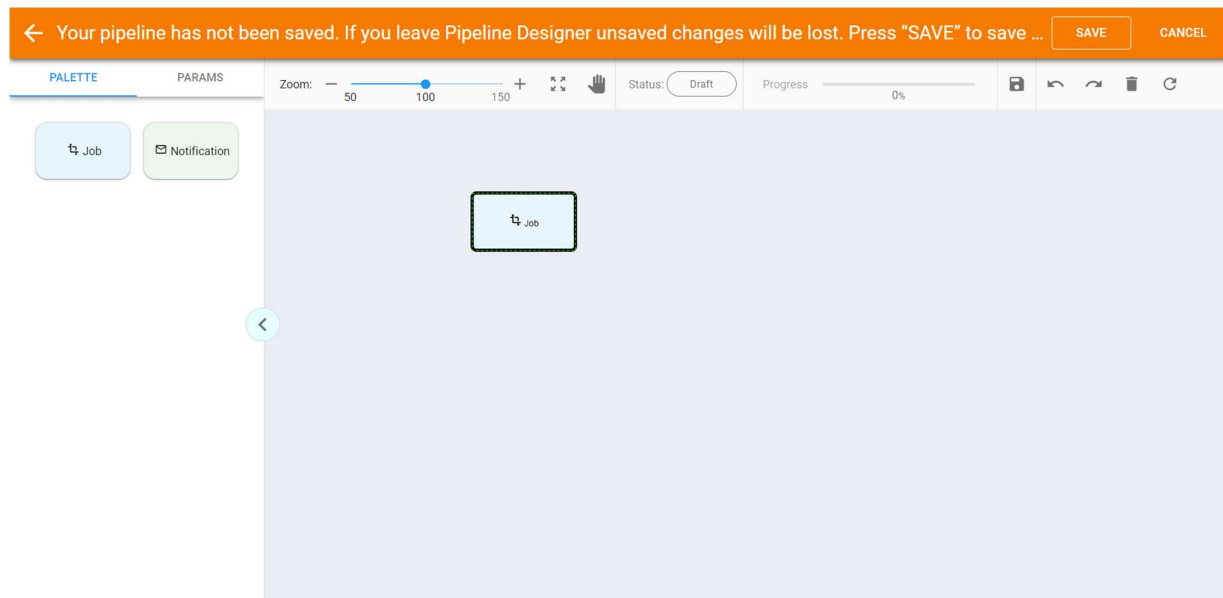 Your pipeline has not been saved. If you leave Pipeline Designer unsaved changes will be lost. Press “SAVE” to save ...
SAVE
CANCEL
PALETTE
PARAMS
Zoom:
50
100
150
Status:
Draft
Progress
0%
Job
Notification
Job